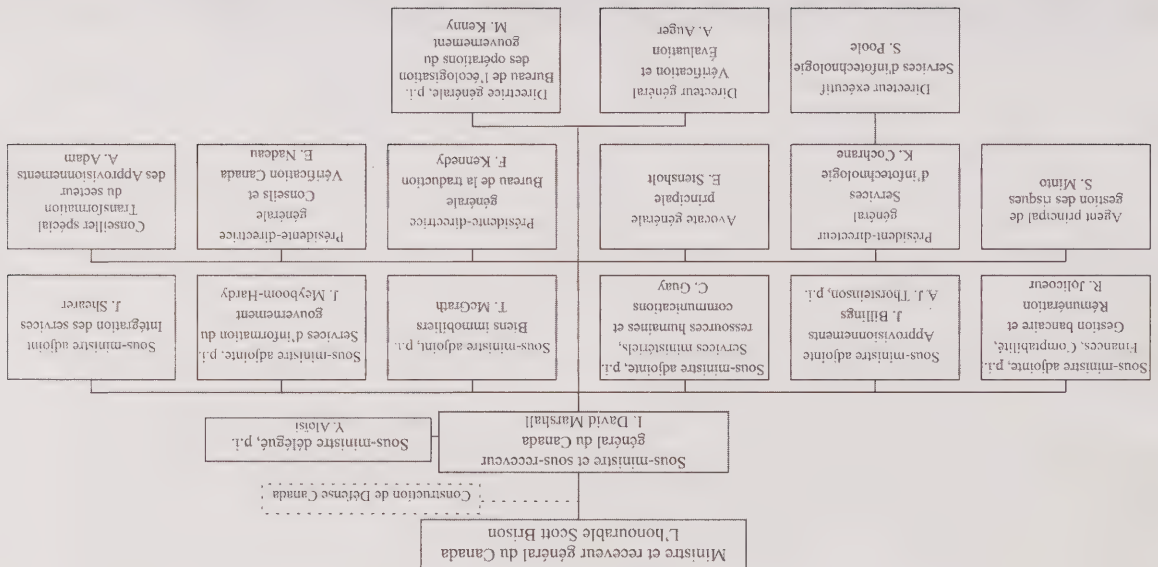 Ministre et receveur général du Canada
L'honourable Scott Brison
Construction de Défense Canada
Sous-ministre et sous-receveur
général du Canada
I. David Marshall
Sous-ministre délégué, p.i.
Y. Aloisi
Sous-ministre adjointe, p.i.
Finances, Comptabilité,
Gestion bancaire et
Rémunération
R. Jolicoeur
Sous-ministre adjointe
Approvisionnements
J. Billings
A. J. Thorsteinson, p.i.
Sous-ministre adjointe, p.i.
Services ministériels,
ressources humaines et
communications
C. Guay
Sous-ministre adjoint, p.i.
Biens immobiliers
T. McGrath
Sous-ministre adjointe, p.i.
Services d'information du
gouvernement
J. Meyboom-Hardy
Sous-ministre adjoint
Intégration des services
J. Shearer
Agent principal de
gestion des risques
S. Minto
Président-directeur
général
Services
d'infotechnologie
K. Cochrane
Avocate générale
principale
E. Stensholt
Présidente-directrice
générale
Bureau de la traduction
F. Kennedy
Présidente-directrice
générale
Conseils et
Vérification Canada
E. Nadeau
Conseiller spécial
Transformation
du secteur
des Approvisionnements
A. Adam
Directeur exécutif
Services d'infotechnologie
S. Poole
Directeur général
Vérification et
Évaluation
A. Auger
Directrice générale, p.i.
Bureau de l'écologisation
des opérations du
gouvernement
M. Kenny